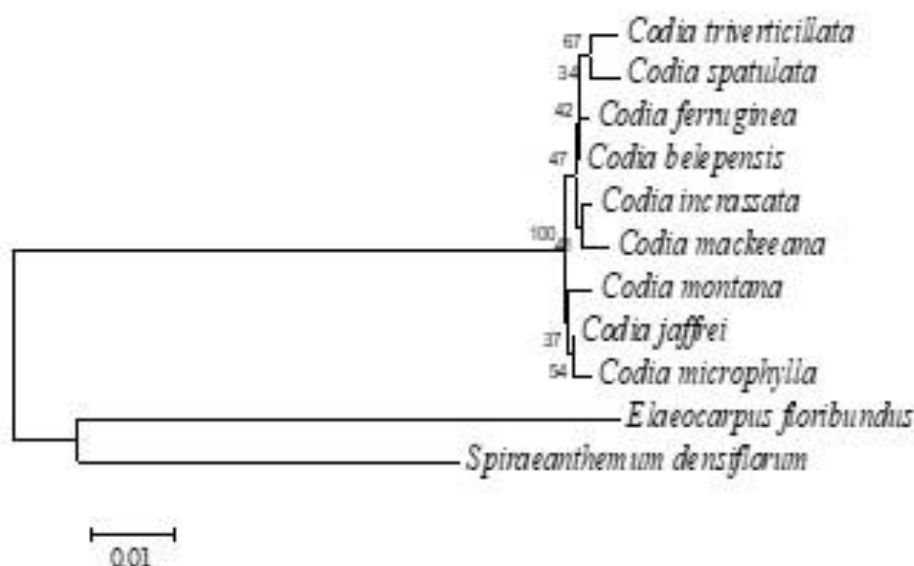 67
Codia triverticillata
34
Codia spatulata
42
Codia ferruginea
47
Codia belepensis
Codia incrassata
100
Codia mackeeana
Codia montana
37
Codia jaffrei
54
Codia microphylla
Elaeocarpus floribundus
Spiraeanthemum densiflarum
0.01